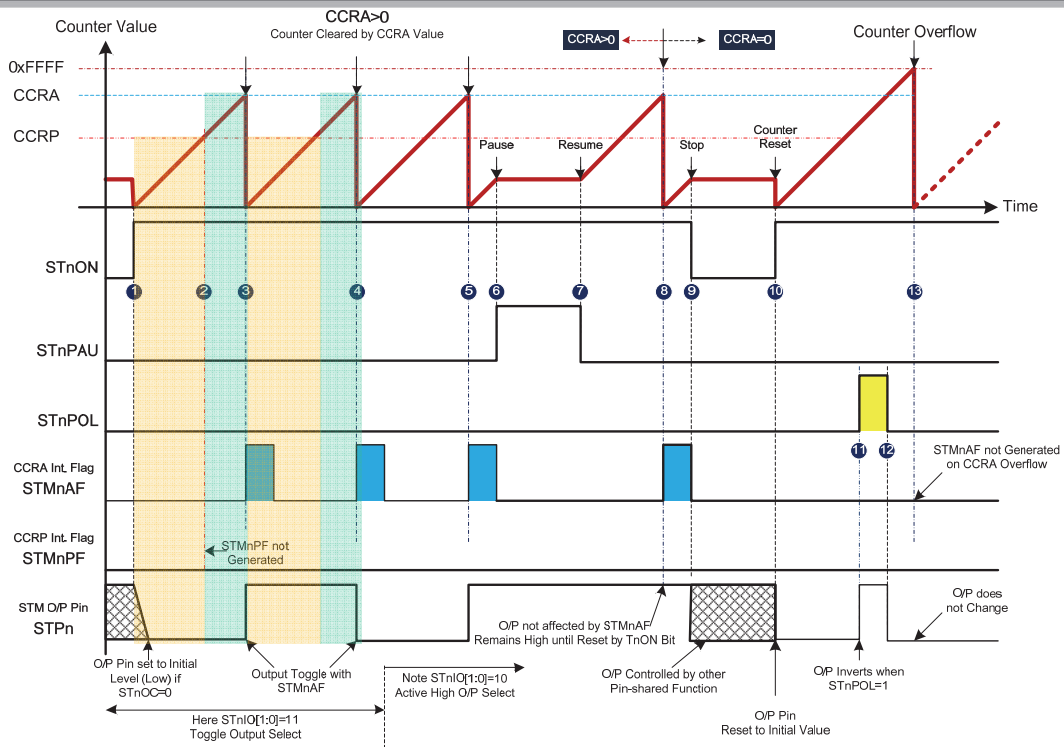 CCRA>0
Counter Value
Counter Cleared by CCRA Value
CCRA>0
CCRA=0
Counter Overflow
0xFFFF
CCRA
CCRP
Pause
Resume
Stop
Counter
Reset
Time
STnON
1
2
3
4
5
6
7
8
9
10
13
STnPAU
STnPOL
11
12
CCRA Int. Flag
STMnAF
STMnAF not Generated
on CCRA Overflow
CCRP Int. Flag
STMnPF
STMnPF not
Generated
STM O/P Pin
STPn
O/P not affected by STMnAF
Remains High until Reset by TnON Bit
O/P does
not Change
O/P Pin set to Initial
Level (Low) if
STnOC=0
Output Toggle with
STMnAF
Note STnIO[1:0]=10
Active High O/P Select
O/P Controlled by other
Pin-shared Function
O/P Inverts when
STnPOL=1
Here STnIO[1:0]=11
Toggle Output Select
O/P Pin
Reset to Initial Value